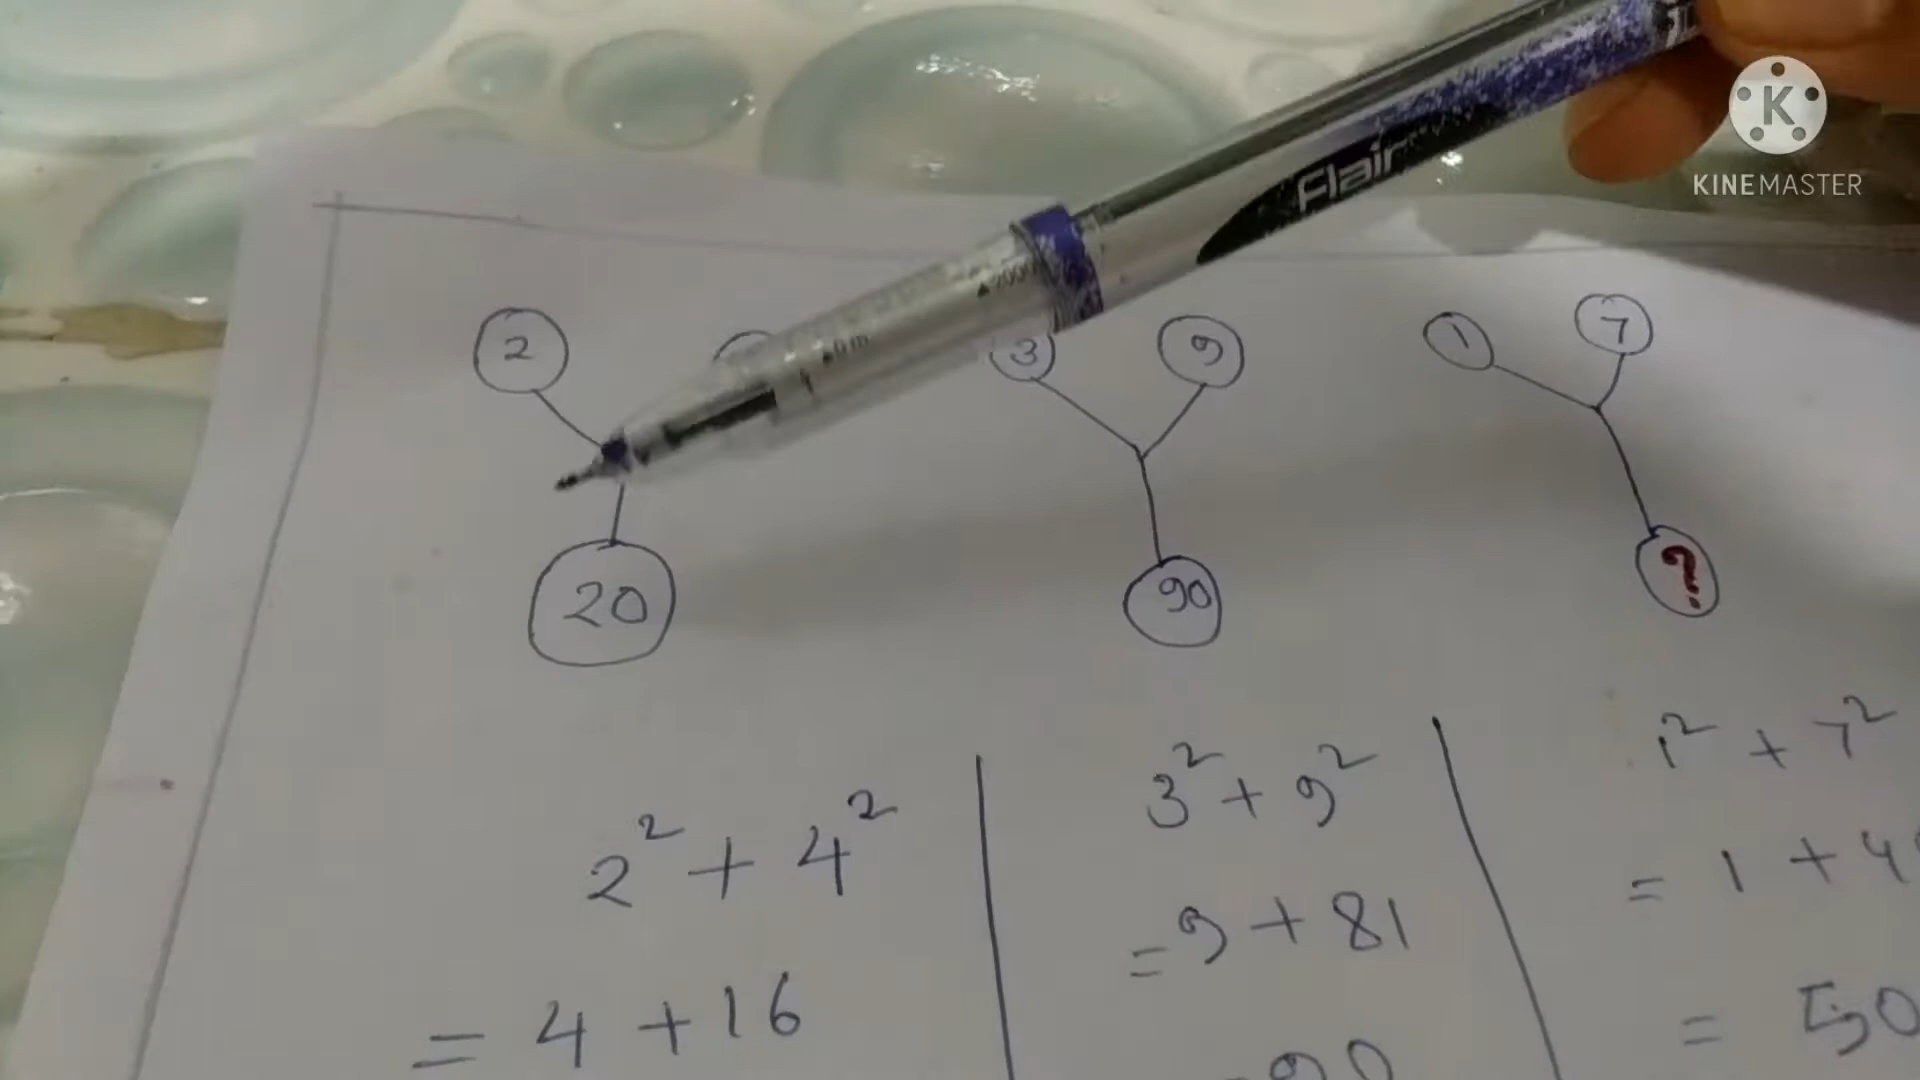 K
KINEMASTER
Flair
2 3 9 1 7
20 90 ?
2² + 4²
= 4 + 16
3² + 9²
= 9 + 81
1² + 7²
= 1 + 4
= 50